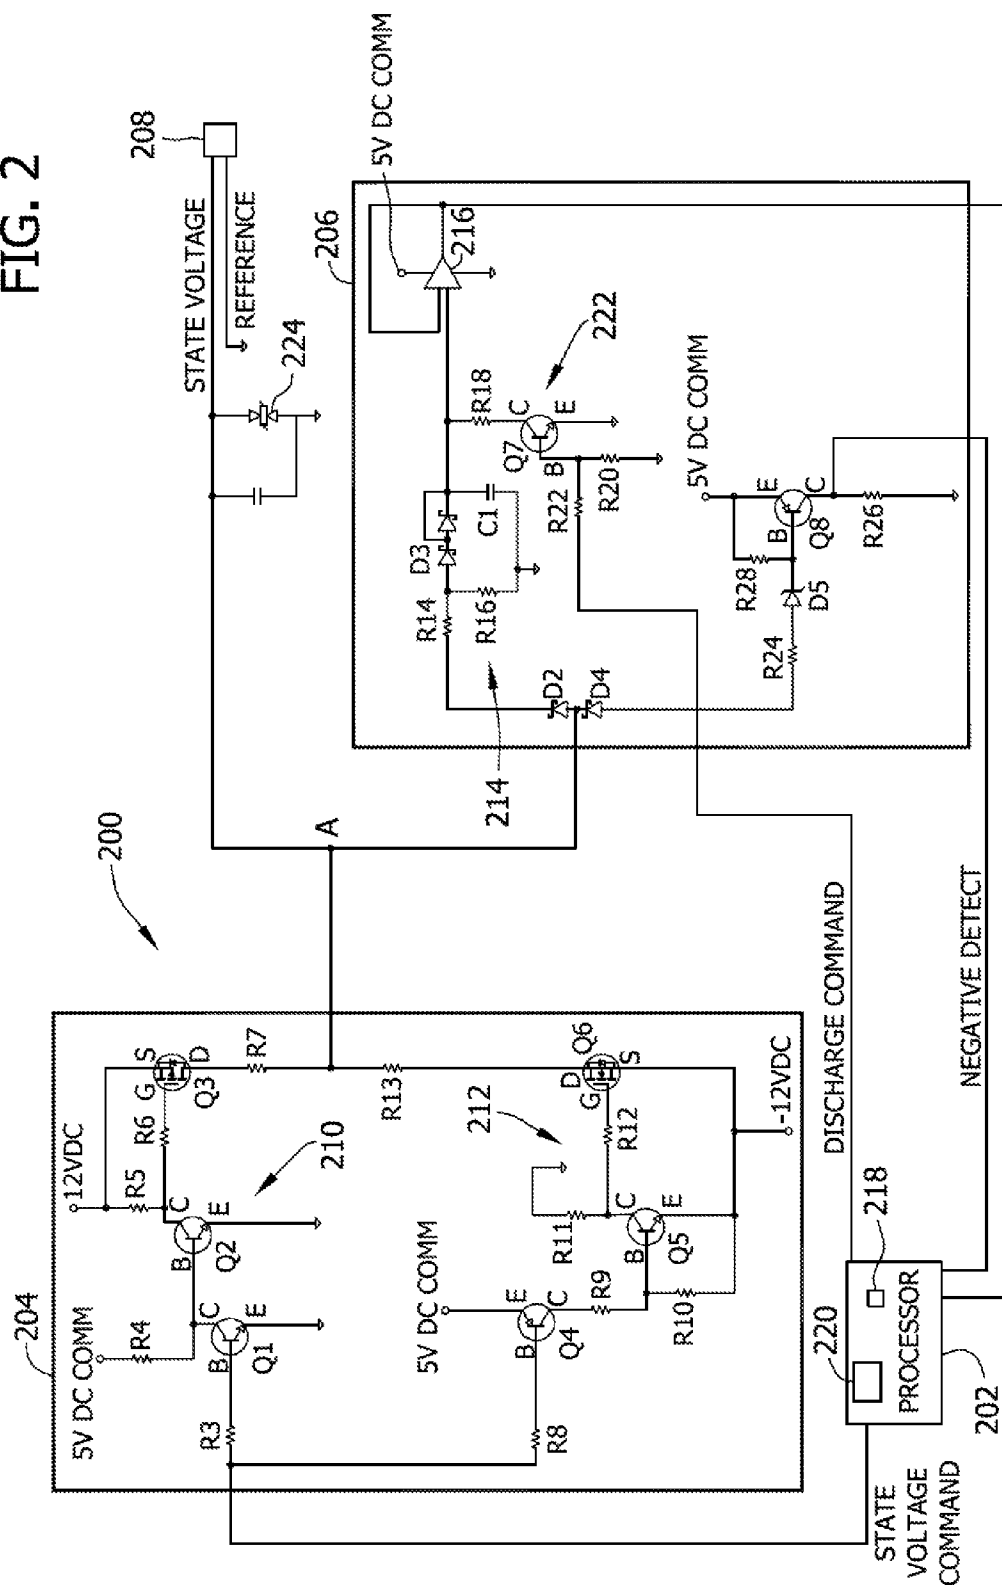 FIG. 2
200
204
12VDC
5V DC COMM
R4
R5
R6
G
S
D
Q3
R7
C
B
E
Q2
210
R3
B
C
E
Q1
5V DC COMM
212
R13
D
G
S
Q6
R12
R11
C
B
E
Q5
R8
B
E
C
Q4
R9
R10
-12VDC
STATE VOLTAGE COMMAND
220
218
PROCESSOR
202
DISCHARGE COMMAND
NEGATIVE DETECT
A
STATE VOLTAGE
REFERENCE
208
224
206
5V DC COMM
216
D3
R14
R16
C1
214
R18
C
B
E
Q7
222
R22
R20
D2
D4
5V DC COMM
R28
E
B
C
Q8
R24
D5
R26